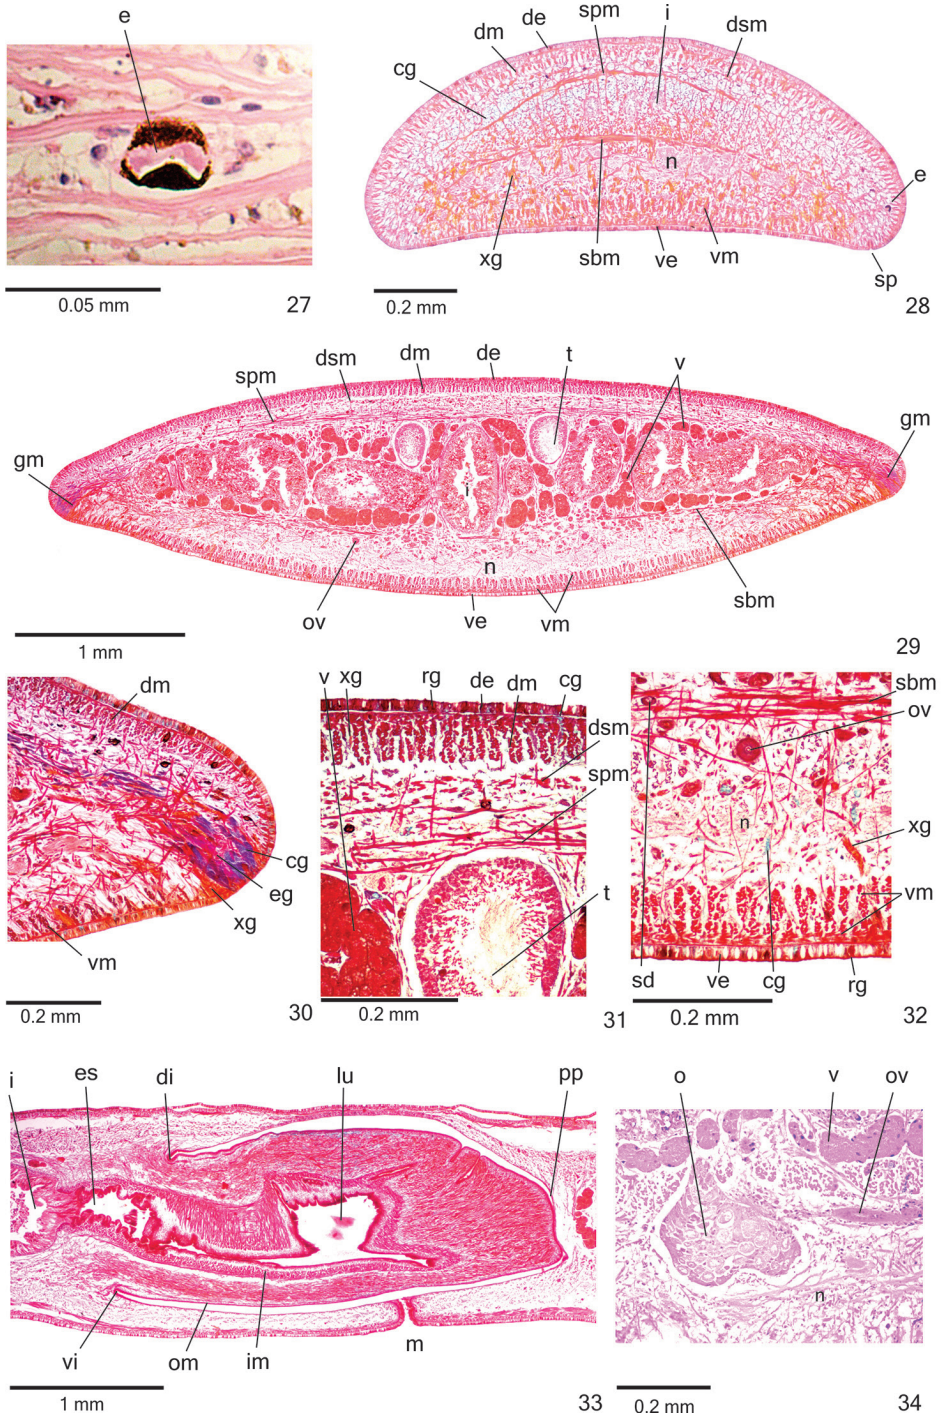 e
0.05 mm
27
spm
i
de
dm
dsm
cg
n
e
xg
sbm
ve
vm
sp
0.2 mm
28
dsm
dm
de
t
v
spm
gm
gm
i
n
ov
ve
vm
sbm
1 mm
29
dm
cg
eg
xg
vm
0.2 mm
30
v xg rg de dm cg
dsm
spm
t
0.2 mm
31
sbm
ov
n
xg
vm
sd ve cg rg
0.2 mm
32
i es di lu pp
m
vi om im
1 mm
33
o v ov
n
0.2 mm
34